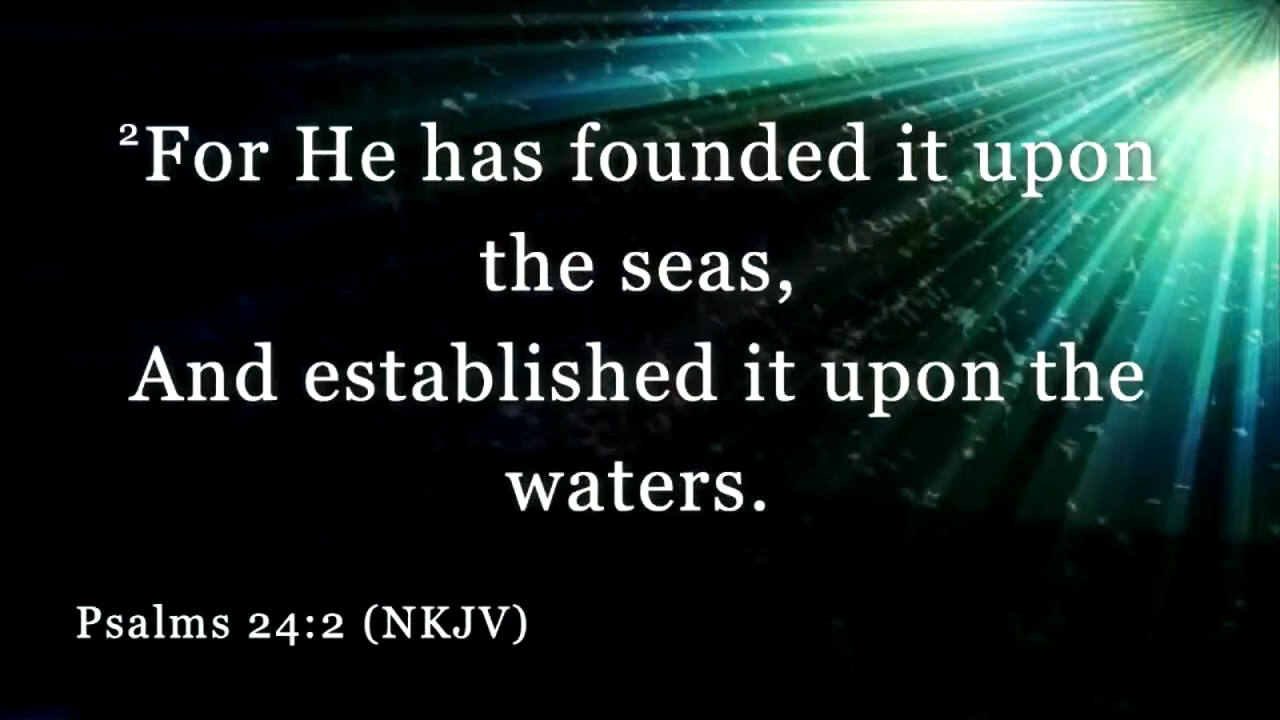 ²For He has founded it upon
the seas,
And established it upon the
waters.
Psalms 24:2 (NKJV)